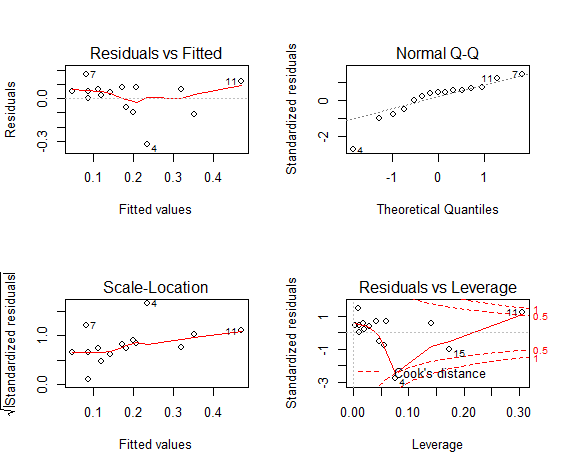 Residuals vs Fitted
Residuals
0.0
-0.3
7
11
4
0.1 0.2 0.3 0.4
Fitted values
Normal Q-Q
Standardized residuals
0
-2
11
7
4
-1 0 1
Theoretical Quantiles
Scale-Location
√|Standardized residuals|
1.0
0.0
4
7
11
0.1 0.2 0.3 0.4
Fitted values
Residuals vs Leverage
Standardized residuals
1
-1
-3
11
15
4
1
0.5
0.5
1
Cook's distance
0.00 0.10 0.20 0.30
Leverage